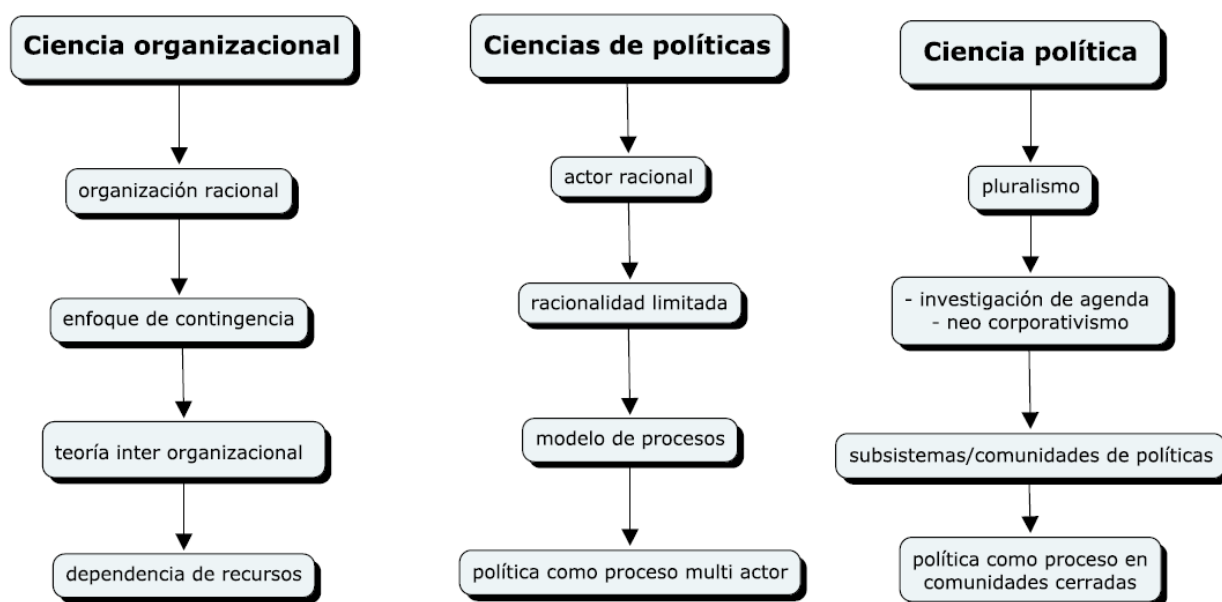 Ciencia organizacional
organización racional
enfoque de contingencia
teoría inter organizacional
dependencia de recursos
Ciencias de políticas
actor racional
racionalidad limitada
modelo de procesos
política como proceso multi actor
Ciencia política
pluralismo
- investigación de agenda
- neo corporativismo
subsistemas/comunidades de políticas
política como proceso en
comunidades cerradas